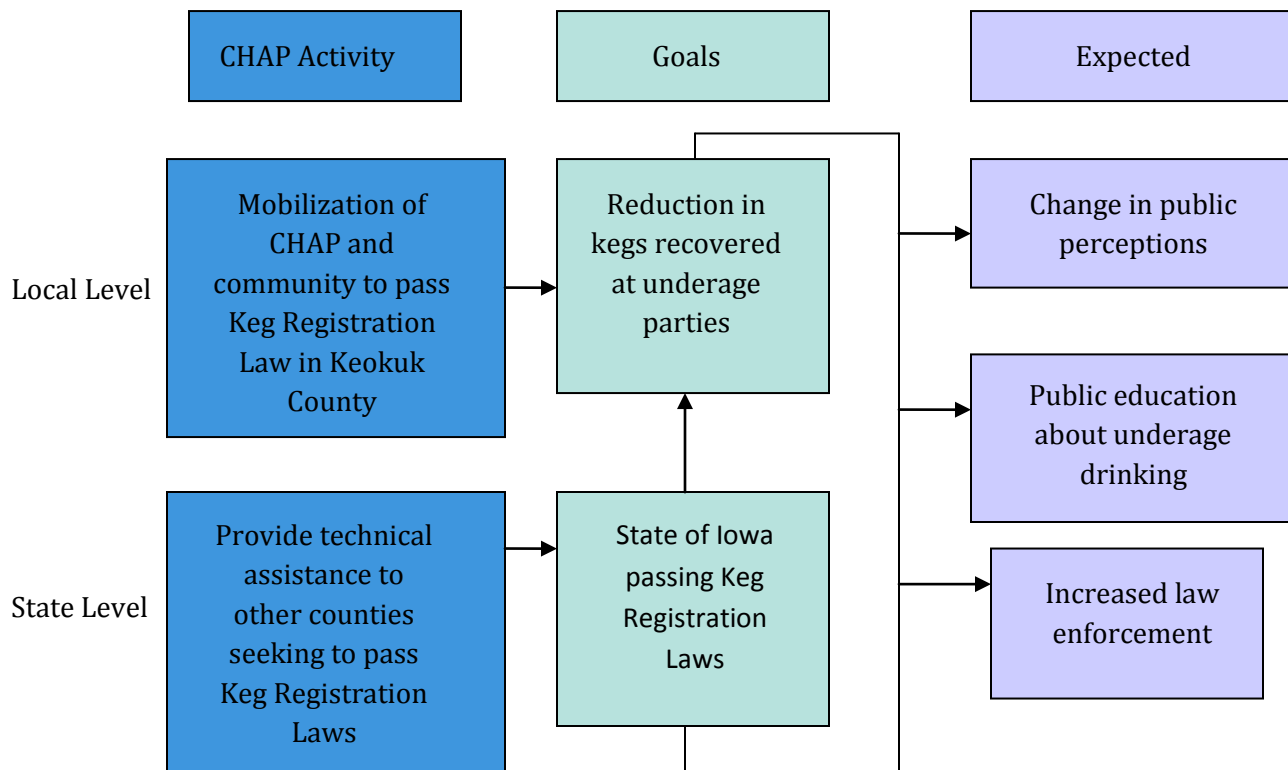 CHAP Activity
Goals
Expected
Local Level
Mobilization of
CHAP and
community to pass
Keg Registration
Law in Keokuk
County
Reduction in
kegs recovered
at underage
parties
Change in public
perceptions
Public education
about underage
drinking
State Level
Provide technical
assistance to
other counties
seeking to pass
Keg Registration
Laws
State of Iowa
passing Keg
Registration
Laws
Increased law
enforcement